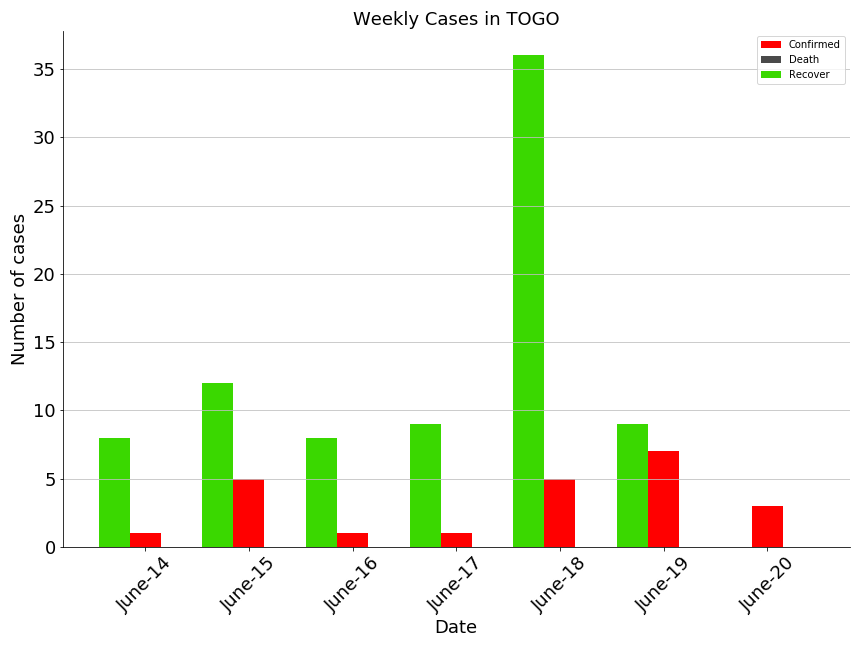 Weekly Cases in TOGO
Confirmed
Death
Recover
Number of cases
35
30
25
20
15
10
5
0
June-14
June-15
June-16
June-17
June-18
June-19
June-20
Date